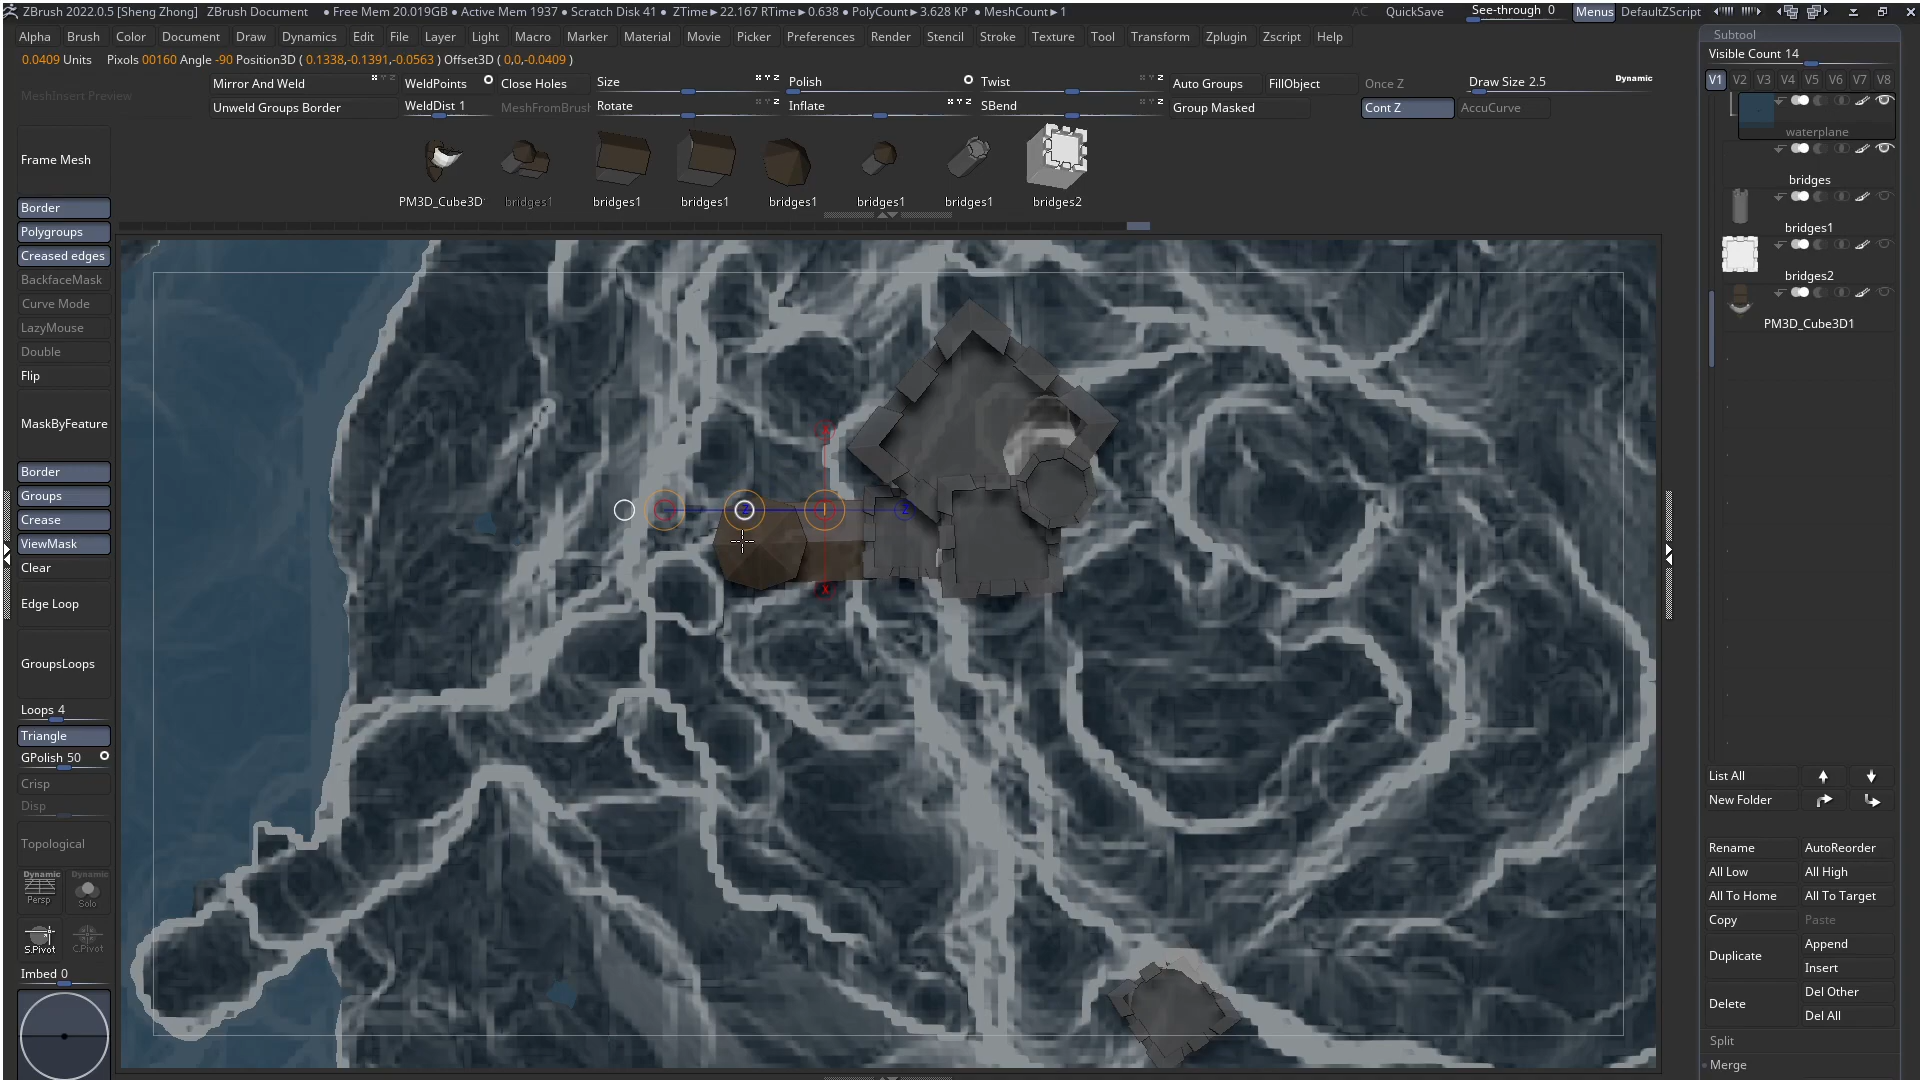 ZBrush 2022.0.5 [Sheng Zhong] ZBrush Document ● Free Mem 20.019GB ● Active Mem 1937 ● Scratch Disk 41 ● ZTime►22.167 RTime►0.638 ● PolyCount►3.628 KP ● MeshCount►1 AC QuickSave See-through 0 Menus DefaultZScript
Alpha Brush Color Document Draw Dynamics Edit File Layer Light Macro Marker Material Movie Picker Preferences Render Stencil Stroke Texture Tool Transform Zplugin Zscript Help
0.0409 Units Pixols 00160 Angle -90 Position3D ( 0.1338,-0.1391,-0.0563 ) Offset3D ( 0,0,-0.0409 )
MeshInsert Preview
Mirror And Weld WeldPoints Close Holes Size Polish Twist Auto Groups FillObject Once Z Draw Size 2.5 Dynamic
Unweld Groups Border WeldDist 1 MeshFromBrush Rotate Inflate SBend Group Masked Cont Z AccuCurve
PM3D_Cube3D bridges1 bridges1 bridges1 bridges1 bridges1 bridges1 bridges2
Frame Mesh
Border
Polygroups
Creased edges
BackfaceMask
Curve Mode
LazyMouse
Double
Flip
MaskByFeature
Border
Groups
Crease
ViewMask
Clear
Edge Loop
GroupsLoops
Loops 4
Triangle
GPolish 50
Crisp
Disp
Topological
Dynamic Dynamic
Persp Solo
S.Pivot C.Pivot
Imbed 0
X
Z Z
X
Subtool
Visible Count 14
V1 V2 V3 V4 V5 V6 V7 V8
waterplane
bridges
bridges1
bridges2
PM3D_Cube3D1
List All
New Folder
Rename AutoReorder
All Low All High
All To Home All To Target
Copy Paste
Duplicate Append
Insert
Delete Del Other
Del All
Split
Merge